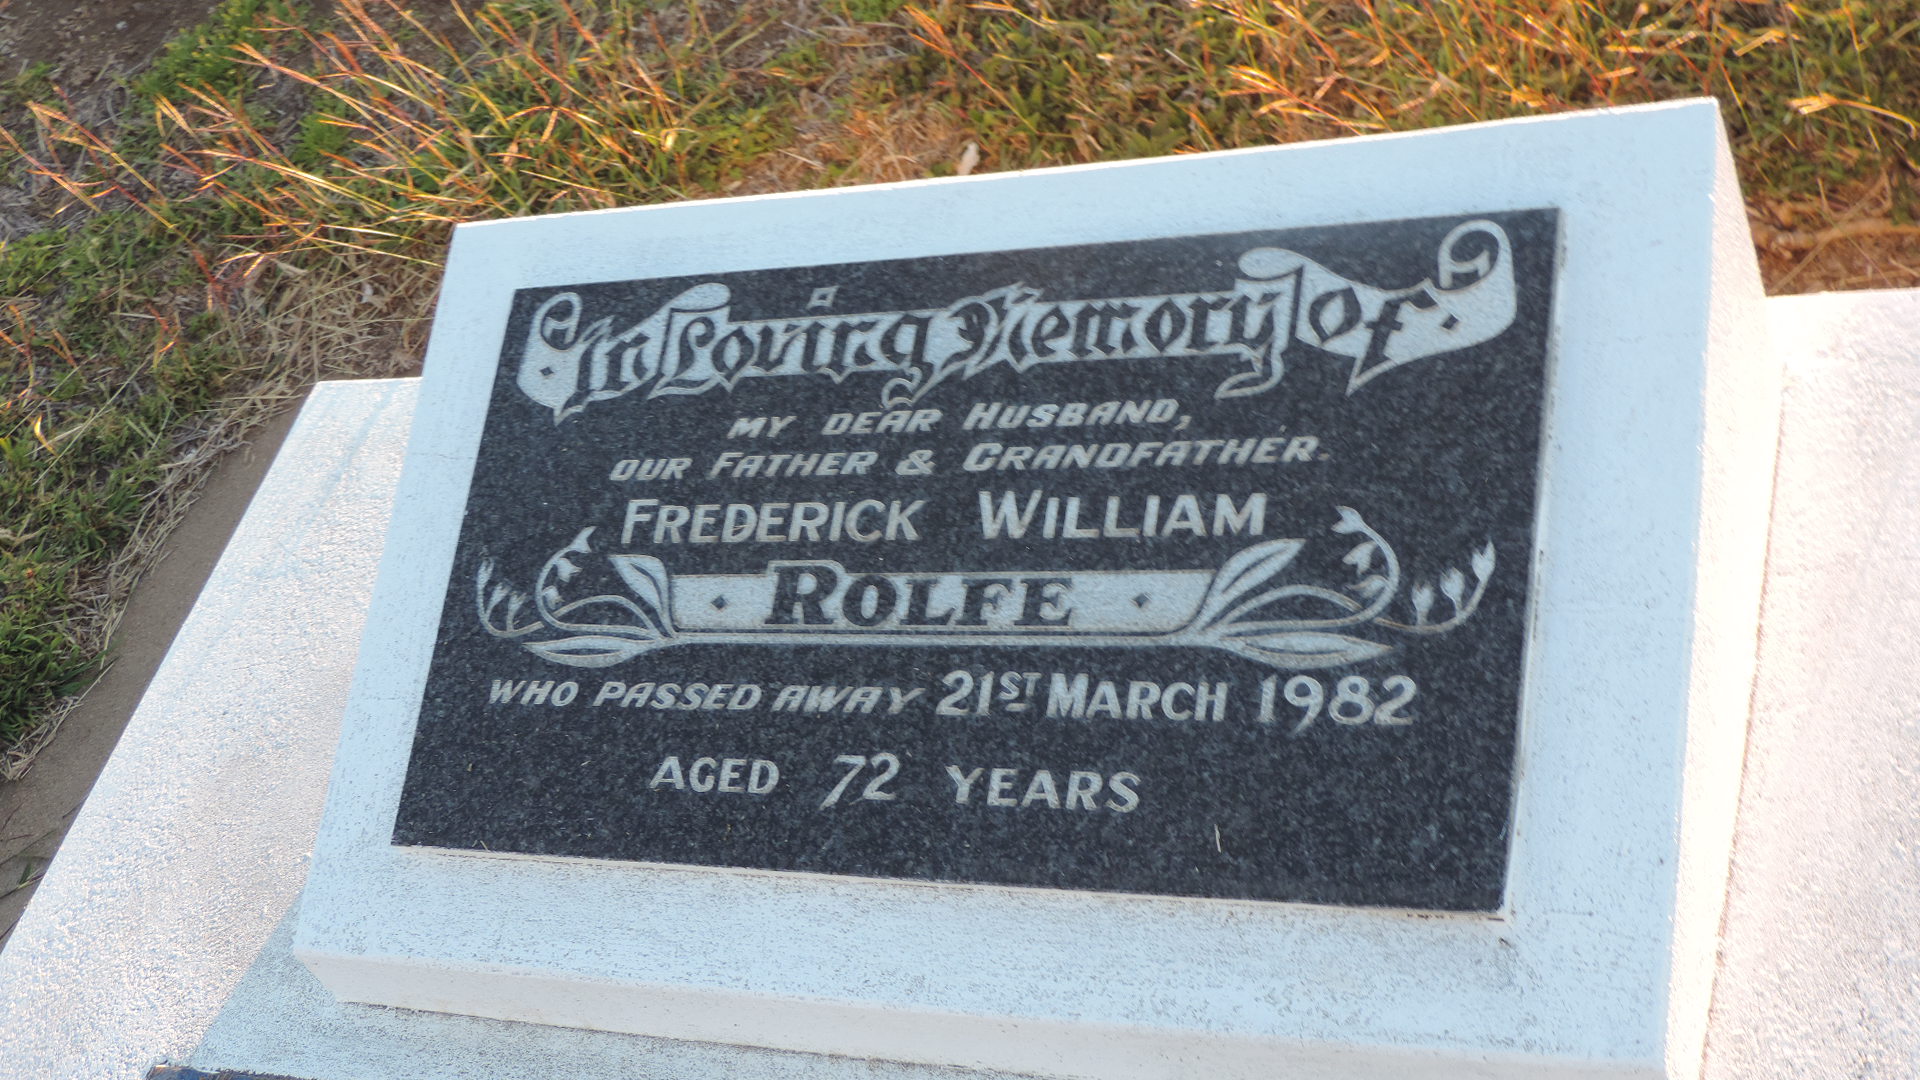 In Loving Memory of
MY DEAR HUSBAND,
OUR FATHER & GRANDFATHER.
FREDERICK WILLIAM
ROLFE
WHO PASSED AWAY 21ST MARCH 1982
AGED 72 YEARS